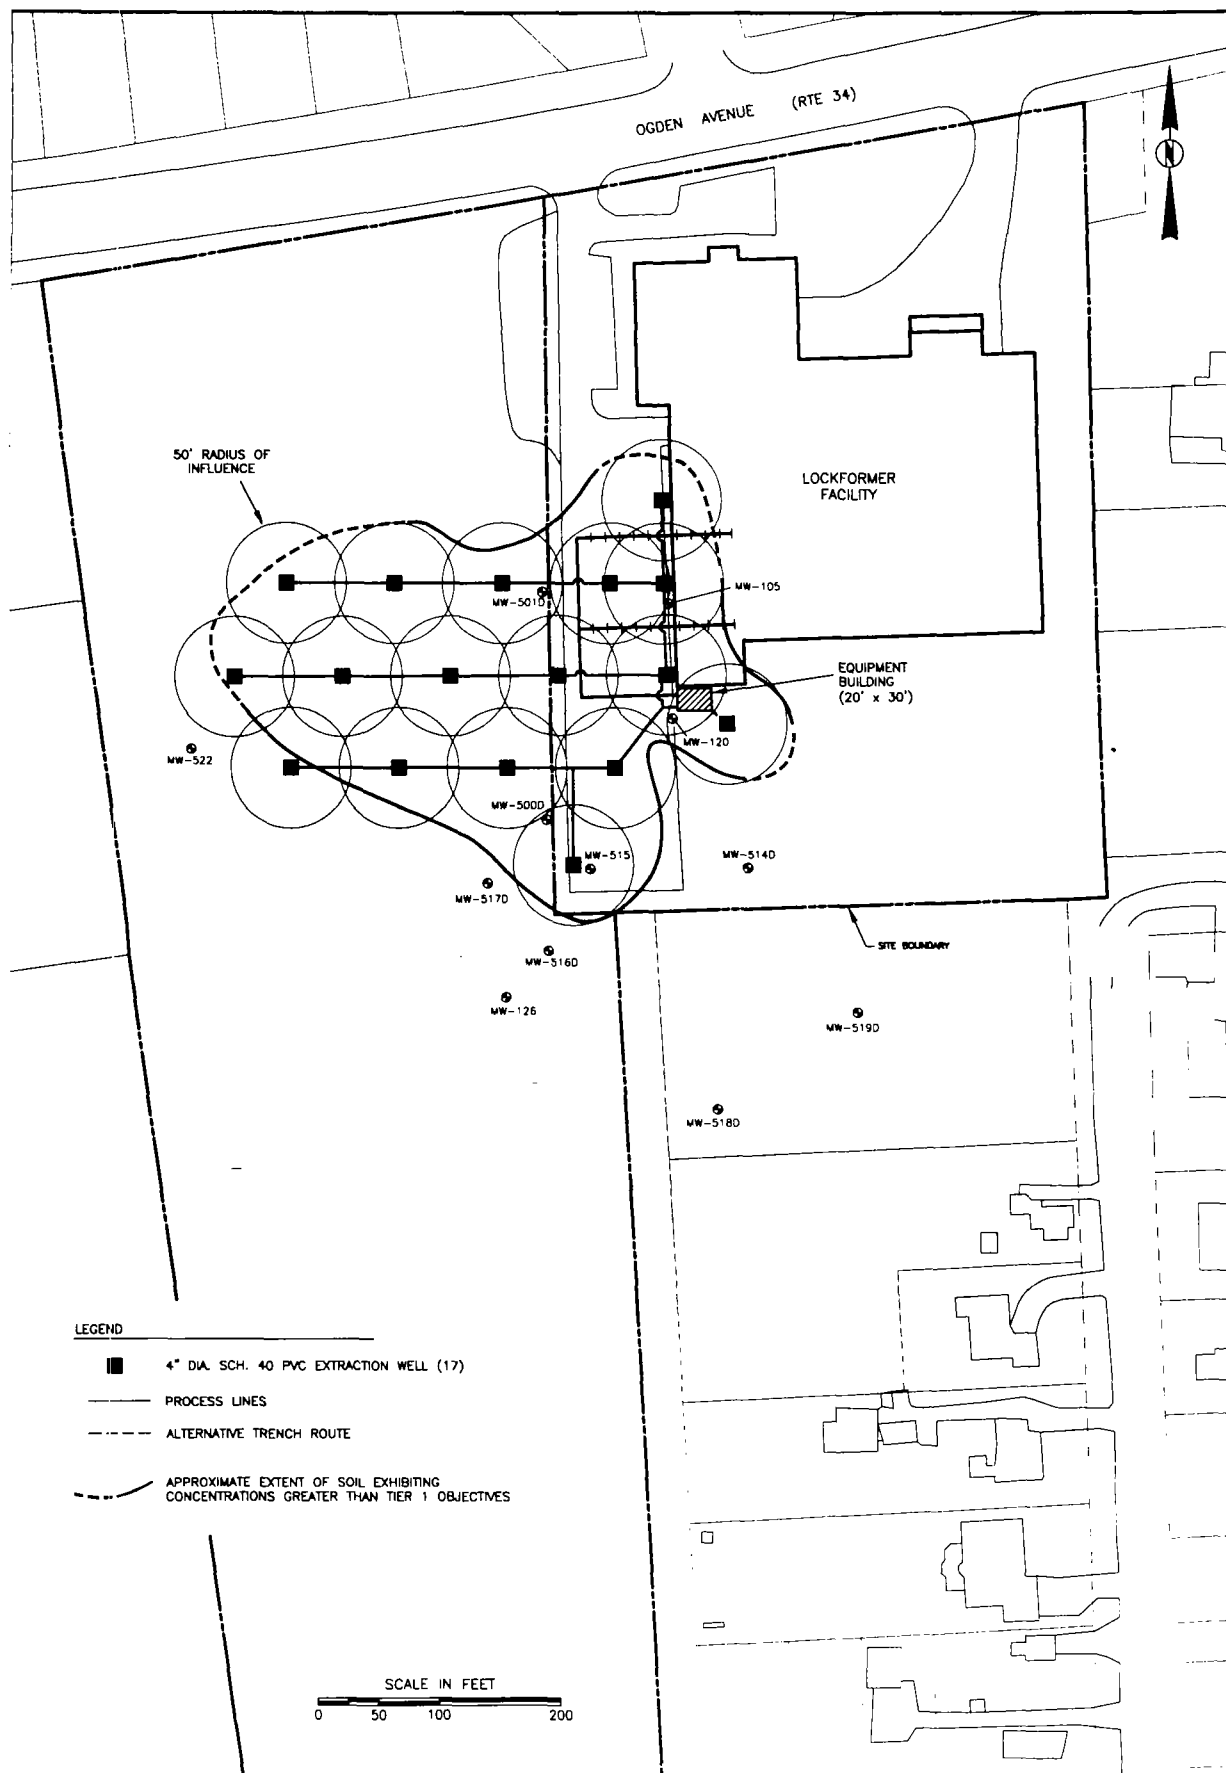 OGDEN AVENUE (RTE 34)
N
50' RADIUS OF
INFLUENCE
LOCKFORMER
FACILITY
MW-501D
MW-105
EQUIPMENT
BUILDING
(20' x 30')
MW-120
MW-522
MW-500D
MW-515
MW-514D
MW-517D
SITE BOUNDARY
MW-516D
MW-126
MW-519D
MW-518D
LEGEND
4" DIA. SCH. 40 PVC EXTRACTION WELL (17)
PROCESS LINES
ALTERNATIVE TRENCH ROUTE
APPROXIMATE EXTENT OF SOIL EXHIBITING
CONCENTRATIONS GREATER THAN TIER 1 OBJECTIVES
SCALE IN FEET
0 50 100 200